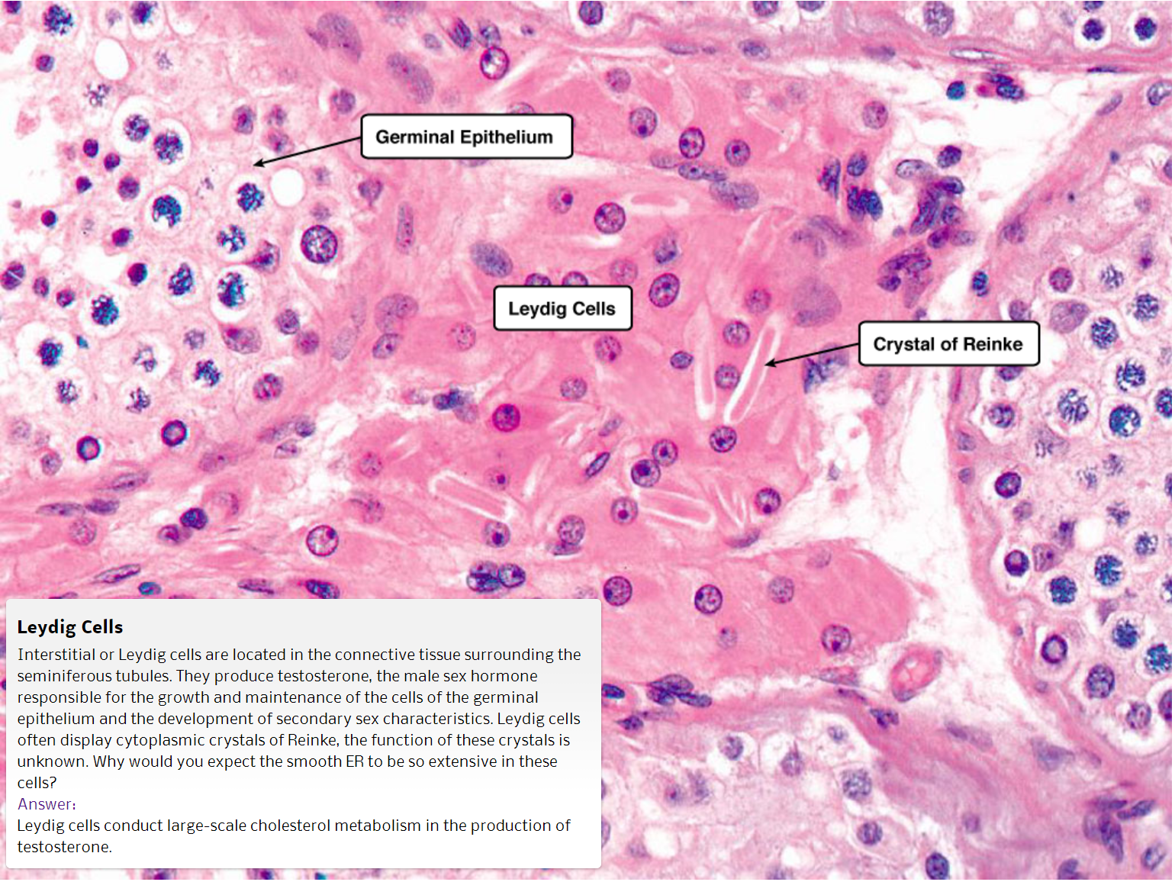 Germinal Epithelium
Leydig Cells
Crystal of Reinke
Leydig Cells
Interstitial or Leydig cells are located in the connective tissue surrounding the
seminiferous tubules. They produce testosterone, the male sex hormone
responsible for the growth and maintenance of the cells of the germinal
epithelium and the development of secondary sex characteristics. Leydig cells
often display cytoplasmic crystals of Reinke, the function of these crystals is
unknown. Why would you expect the smooth ER to be so extensive in these
cells?
Answer:
Leydig cells conduct large-scale cholesterol metabolism in the production of
testosterone.